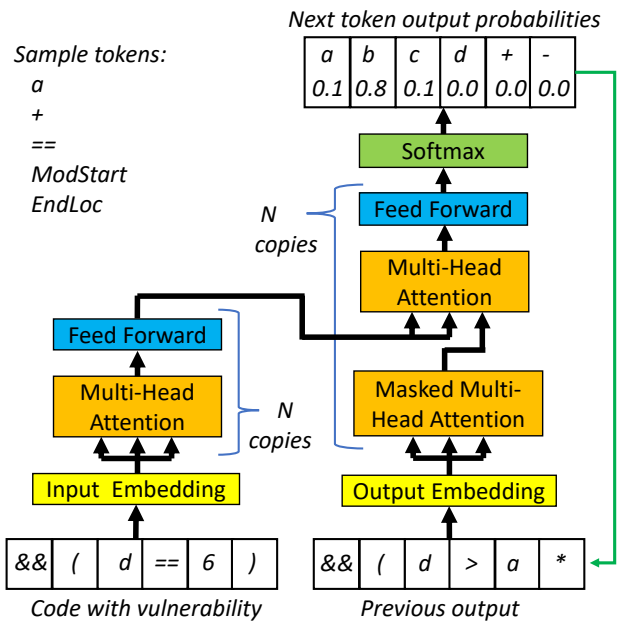 Next token output probabilities
Sample tokens:
a
+
==
ModStart
EndLoc
a b c d + -
0.1 0.8 0.1 0.0 0.0 0.0
Softmax
Feed Forward
N
copies
Multi-Head
Attention
Feed Forward
Multi-Head
Attention
N
copies
Masked Multi-
Head Attention
Input Embedding
Output Embedding
&& ( d == 6 )
&& ( d > a *
Code with vulnerability
Previous output